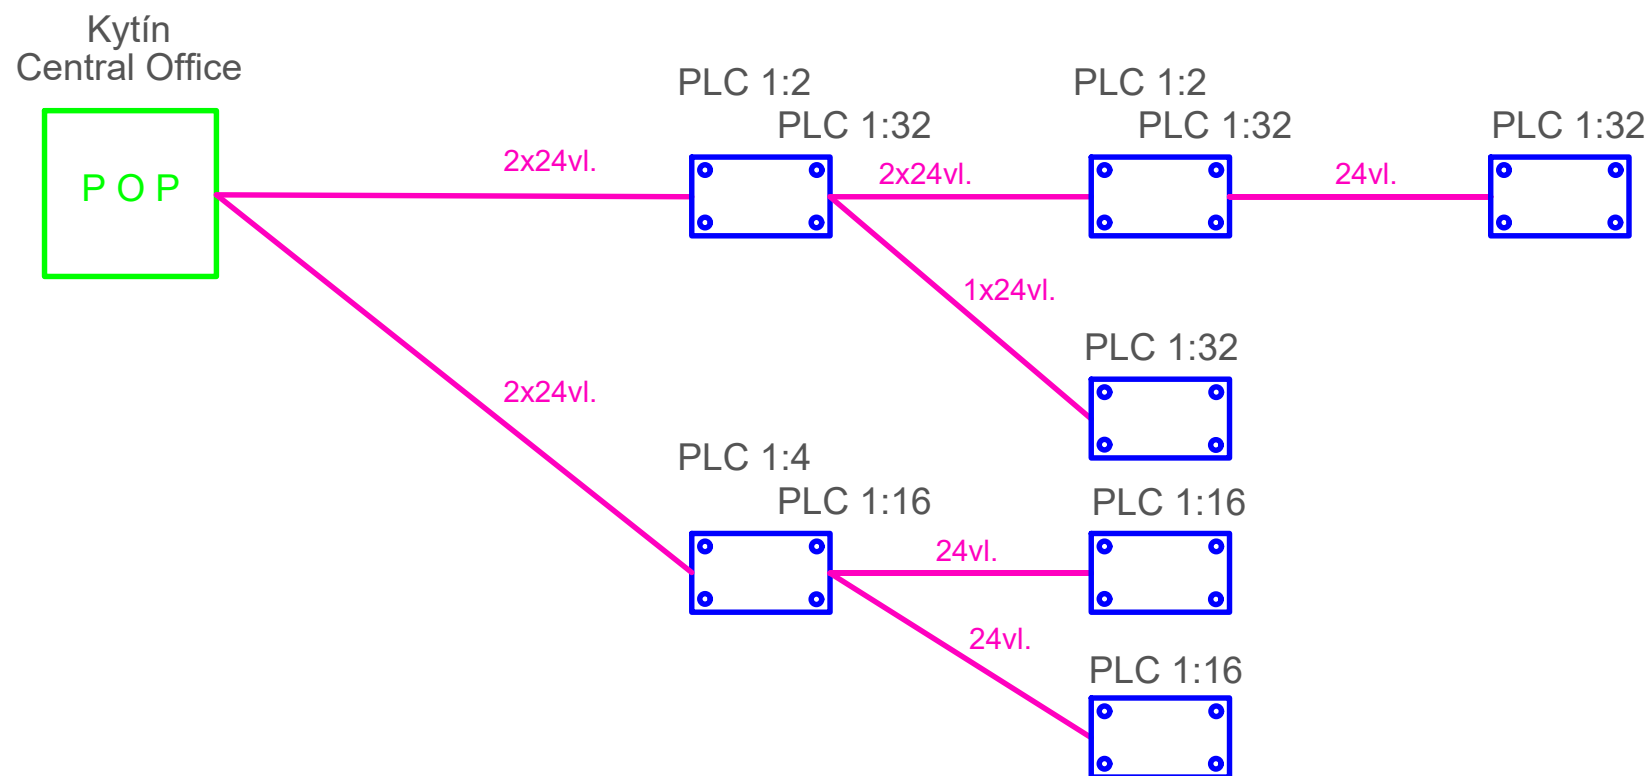 Kytín
Central Office
P O P
2x24vl.
PLC 1:2
PLC 1:32
2x24vl.
PLC 1:2
PLC 1:32
24vl.
PLC 1:32
1x24vl.
PLC 1:32
2x24vl.
PLC 1:4
PLC 1:16
24vl.
PLC 1:16
24vl.
PLC 1:16